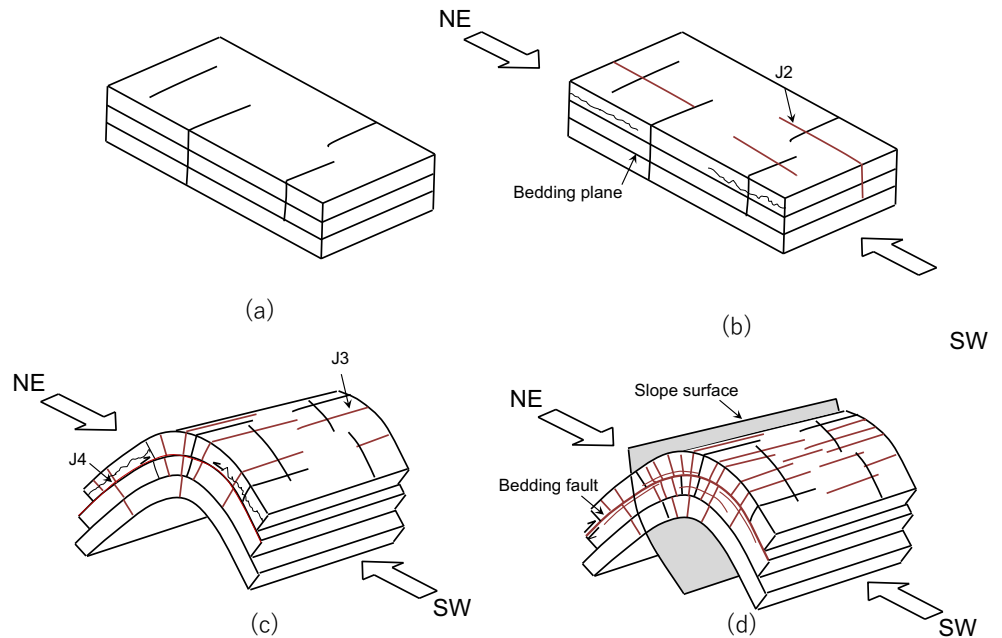 NE
J2
Bedding plane
(a)
(b)
SW
J3
NE
J4
SW
(c)
Slope surface
NE
Bedding fault
SW
(d)